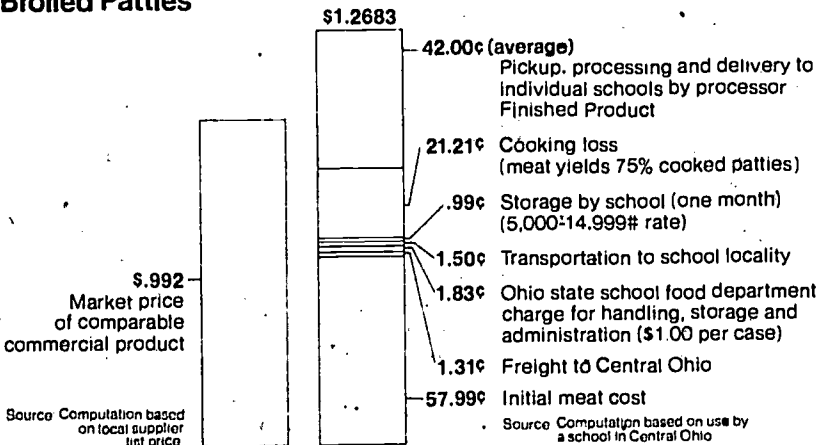 Broiled Patties
$1.2683
42.00¢ (average)
Pickup. processing and delivery to
individual schools by processor
Finished Product
21.21¢ Cooking loss
(meat yields 75% cooked patties)
.99¢ Storage by school (one month)
(5,000-14.999# rate)
1.50¢ Transportation to school locality
1.83¢ Ohio state school food department
charge for handling, storage and
administration ($1.00 per case)
1.31¢ Freight to Central Ohio
57.99¢ Initial meat cost
Source Computation based on use by
a school in Central Ohio
$.992
Market price
of comparable
commercial product
Source Computation based
on local supplier
list price